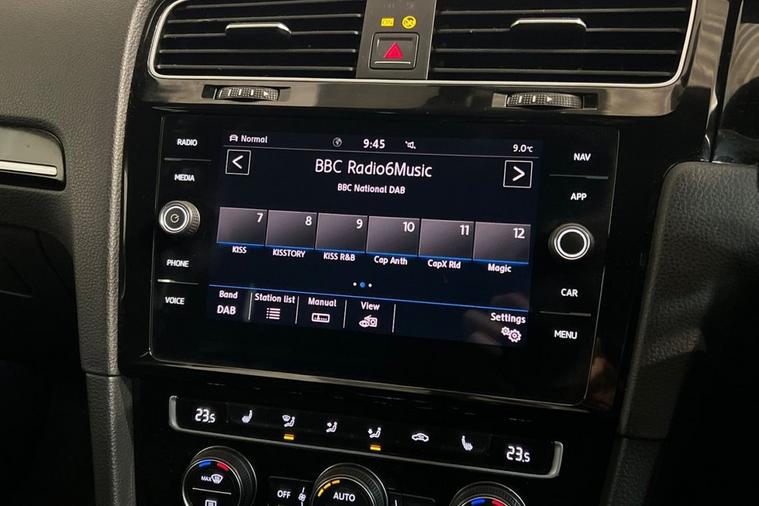 ON
RADIO
MEDIA
PHONE
VOICE
Normal 9:45 9.0°C
BBC Radio6Music
BBC National DAB
7 8 9 10 11 12
KISS KISSTORY KISS R&B Cap Anth CapX Rld Magic
Band Station list Manual View Settings
DAB
NAV
APP
CAR
MENU
23.5 23.5
MAX
OFF AUTO